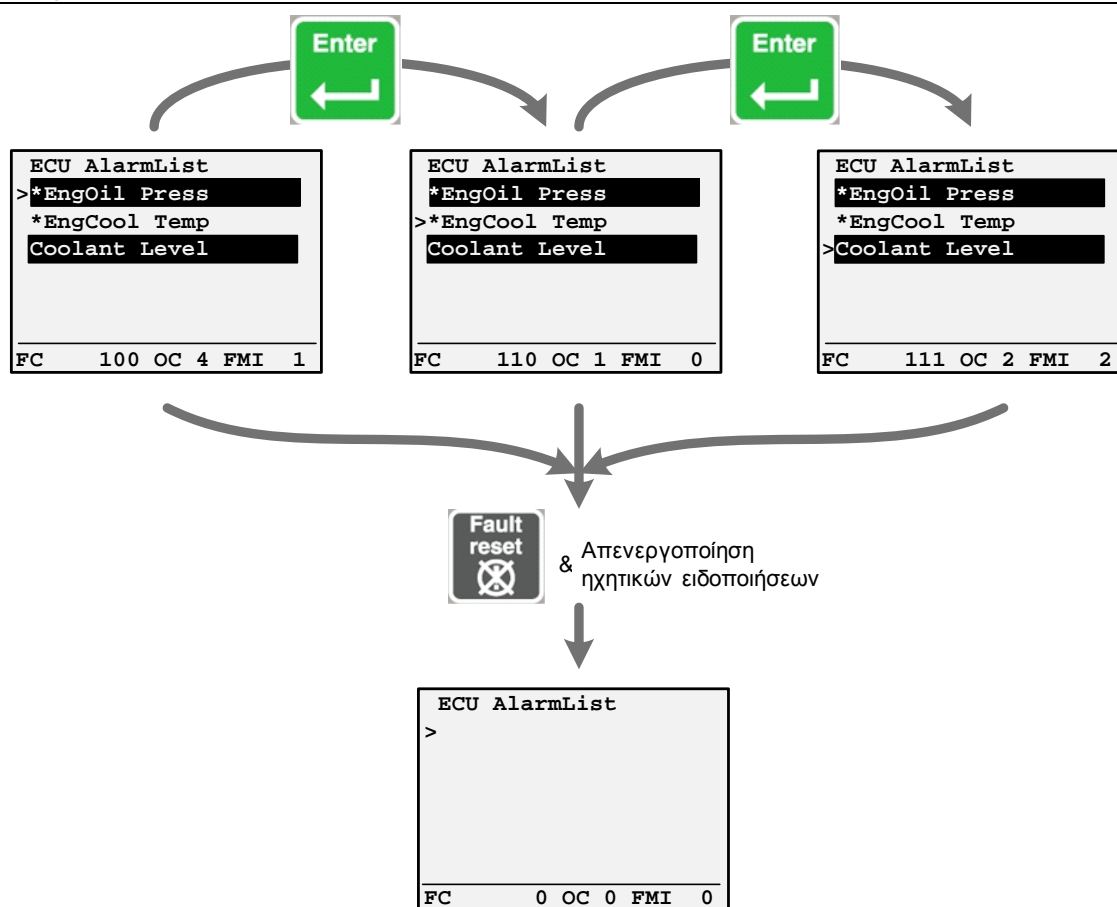 Enter
Enter
ECU AlarmList
>*EngOil Press
*EngCool Temp
Coolant Level
FC 100 OC 4 FMI 1
ECU AlarmList
*EngOil Press
>*EngCool Temp
Coolant Level
FC 110 OC 1 FMI 0
ECU AlarmList
*EngOil Press
*EngCool Temp
>Coolant Level
FC 111 OC 2 FMI 2
Fault
reset
& Απενεργοποίηση
ηχητικών ειδοποιήσεων
ECU AlarmList
>
FC 0 OC 0 FMI 0